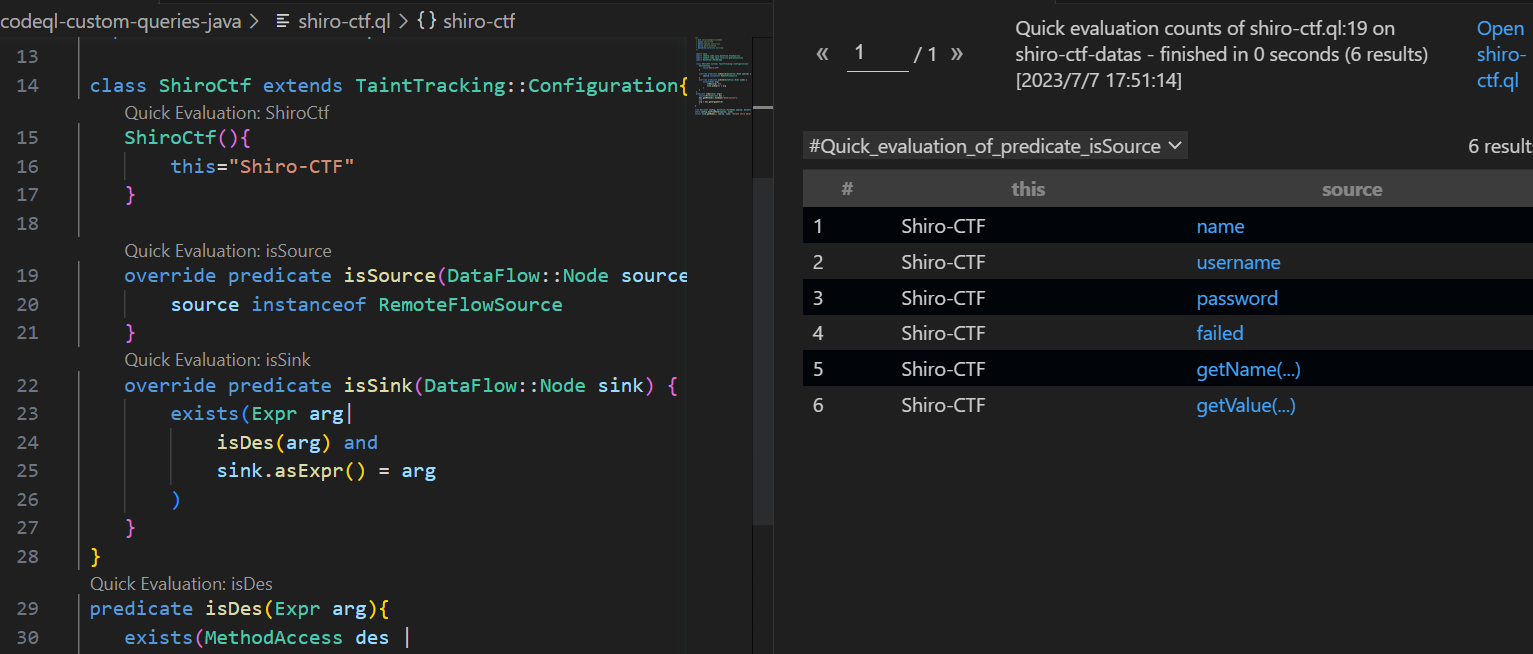 codeql-custom-queries-java > shiro-ctf.ql > {} shiro-ctf
13
14 class ShiroCtf extends TaintTracking::Configuration{
Quick Evaluation: ShiroCtf
15 ShiroCtf(){
16 this="Shiro-CTF"
17 }
18
Quick Evaluation: isSource
19 override predicate isSource(DataFlow::Node source
20 source instanceof RemoteFlowSource
21 }
Quick Evaluation: isSink
22 override predicate isSink(DataFlow::Node sink) {
23 exists(Expr arg|
24 isDes(arg) and
25 sink.asExpr() = arg
26 )
27 }
28 }
Quick Evaluation: isDes
29 predicate isDes(Expr arg){
30 exists(MethodAccess des |
« 1 / 1 »
Quick evaluation counts of shiro-ctf.ql:19 on
shiro-ctf-datas - finished in 0 seconds (6 results)
[2023/7/7 17:51:14]
Open
shiro-
ctf.ql
#Quick_evaluation_of_predicate_isSource 6 results
# this source
1 Shiro-CTF name
2 Shiro-CTF username
3 Shiro-CTF password
4 Shiro-CTF failed
5 Shiro-CTF getName(...)
6 Shiro-CTF getValue(...)